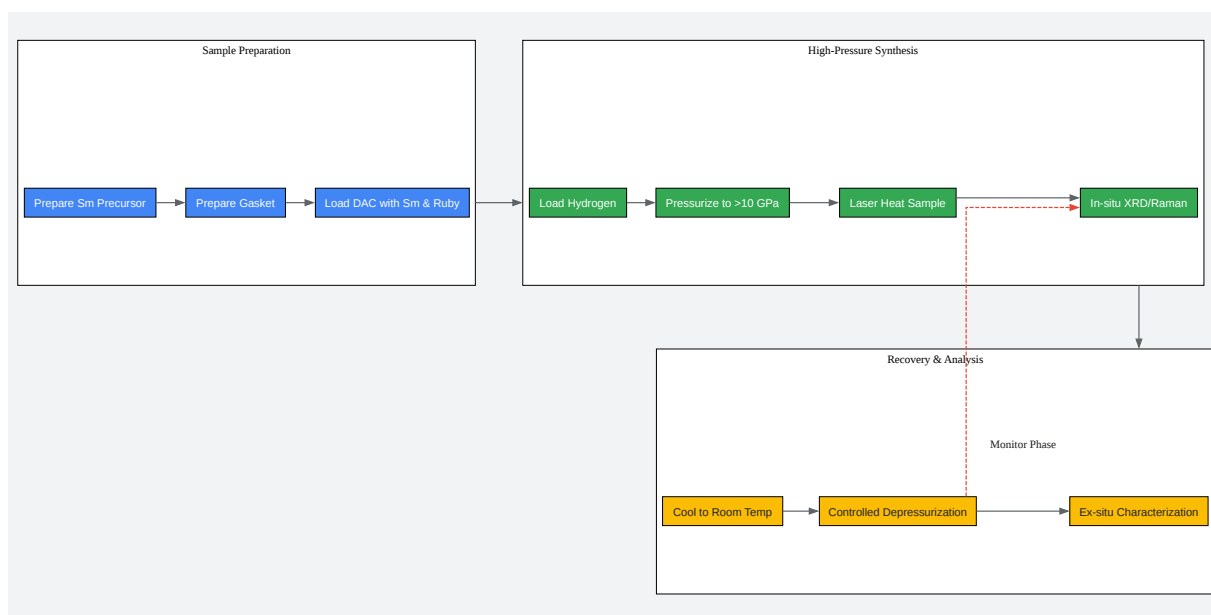 Sample Preparation
Prepare Sm Precursor
Prepare Gasket
Load DAC with Sm & Ruby
High-Pressure Synthesis
Load Hydrogen
Pressurize to >10 GPa
Laser Heat Sample
In-situ XRD/Raman
Recovery & Analysis
Monitor Phase
Cool to Room Temp
Controlled Depressurization
Ex-situ Characterization